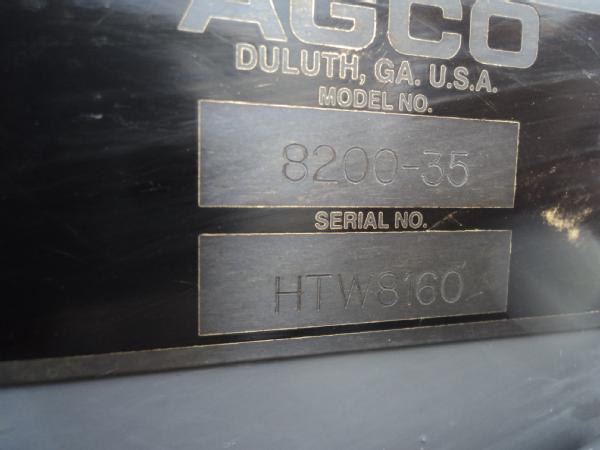 AGCO
DULUTH, GA. U.S.A.
MODEL NO.
8200-35
SERIAL NO.
HTW8160